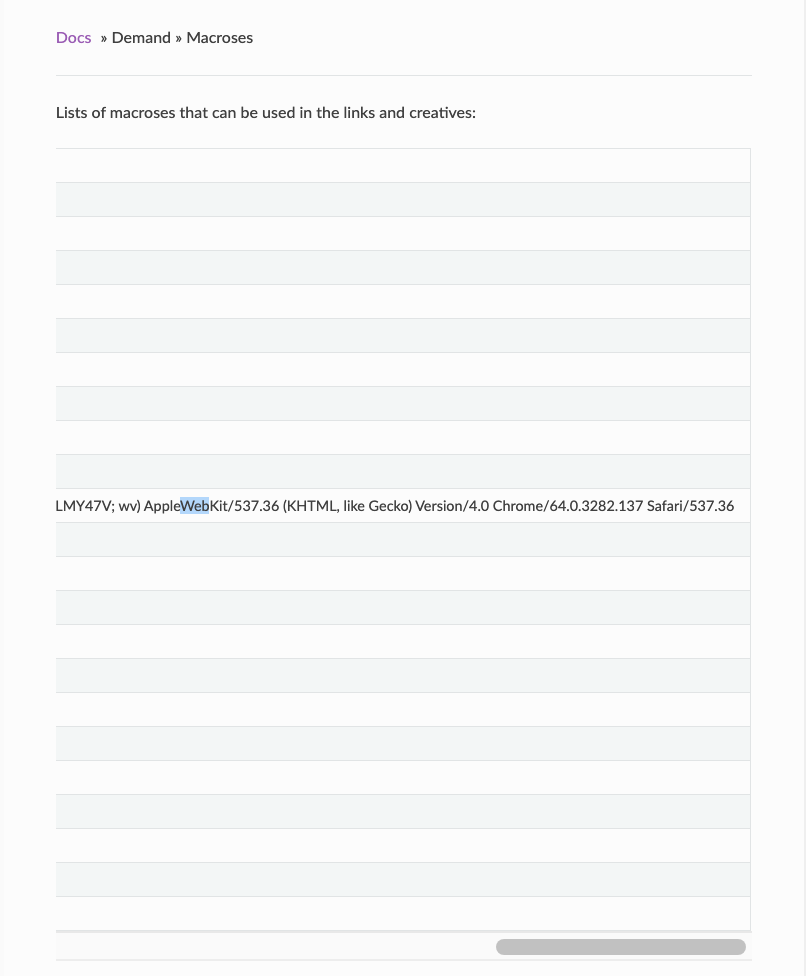 Docs » Demand » Macroses
Lists of macroses that can be used in the links and creatives:
LMY47V; wv) AppleWebKit/537.36 (KHTML, like Gecko) Version/4.0 Chrome/64.0.3282.137 Safari/537.36